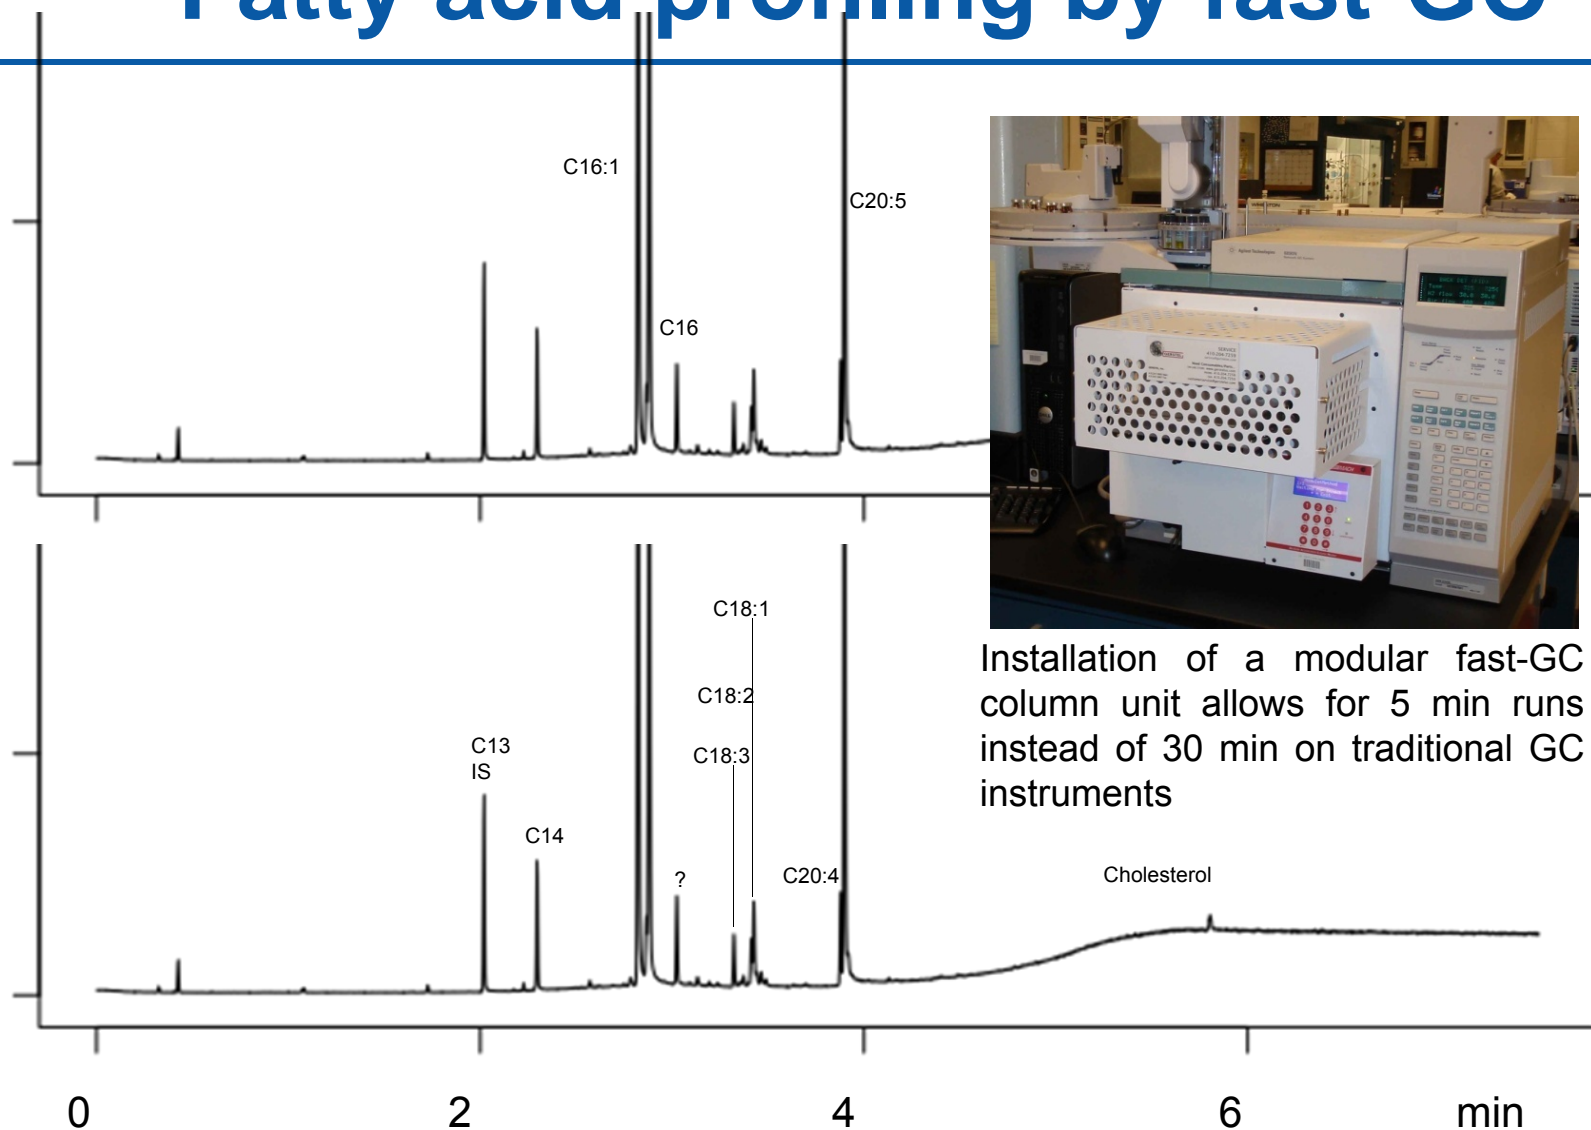 Fatty acid profiling by fast-GC
C16:1
C20:5
C16
C18:1
C18:2
C18:3
C13
IS
C14
?
C20:4
Cholesterol
Installation of a modular fast-GC
column unit allows for 5 min runs
instead of 30 min on traditional GC
instruments
0 2 4 6 min